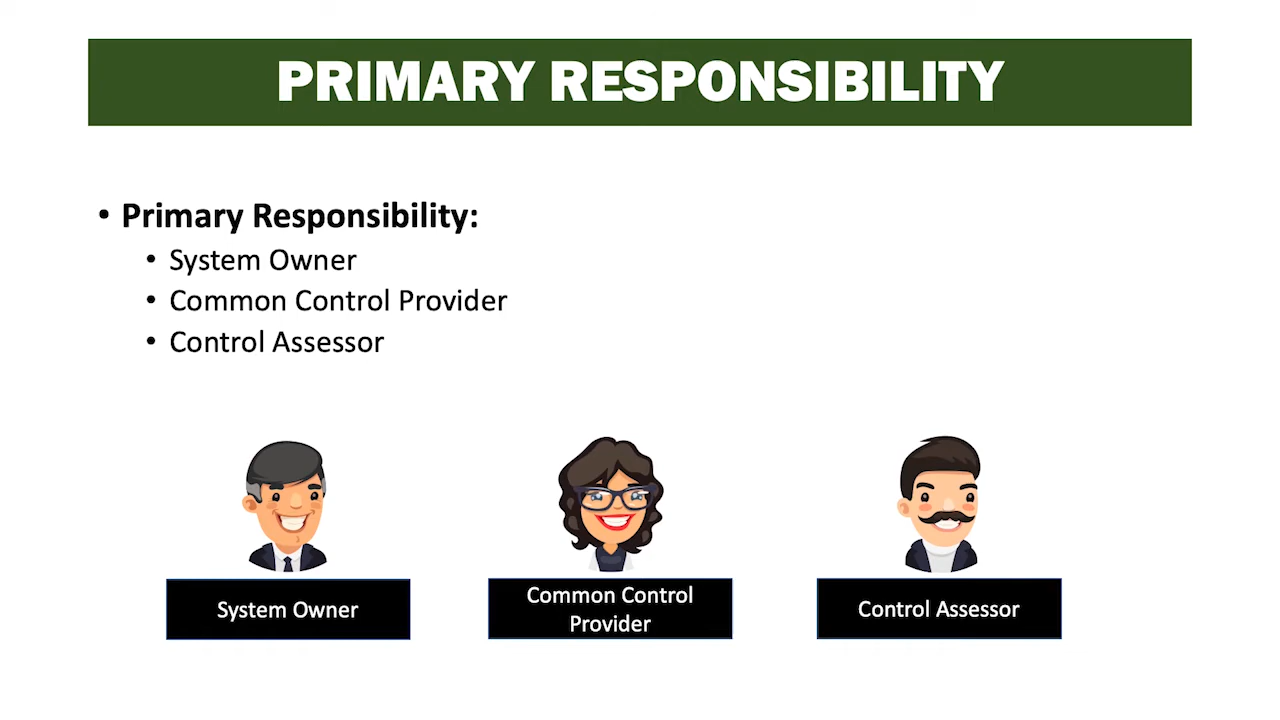 PRIMARY RESPONSIBILITY
• Primary Responsibility:
• System Owner
• Common Control Provider
• Control Assessor
System Owner
Common Control
Provider
Control Assessor